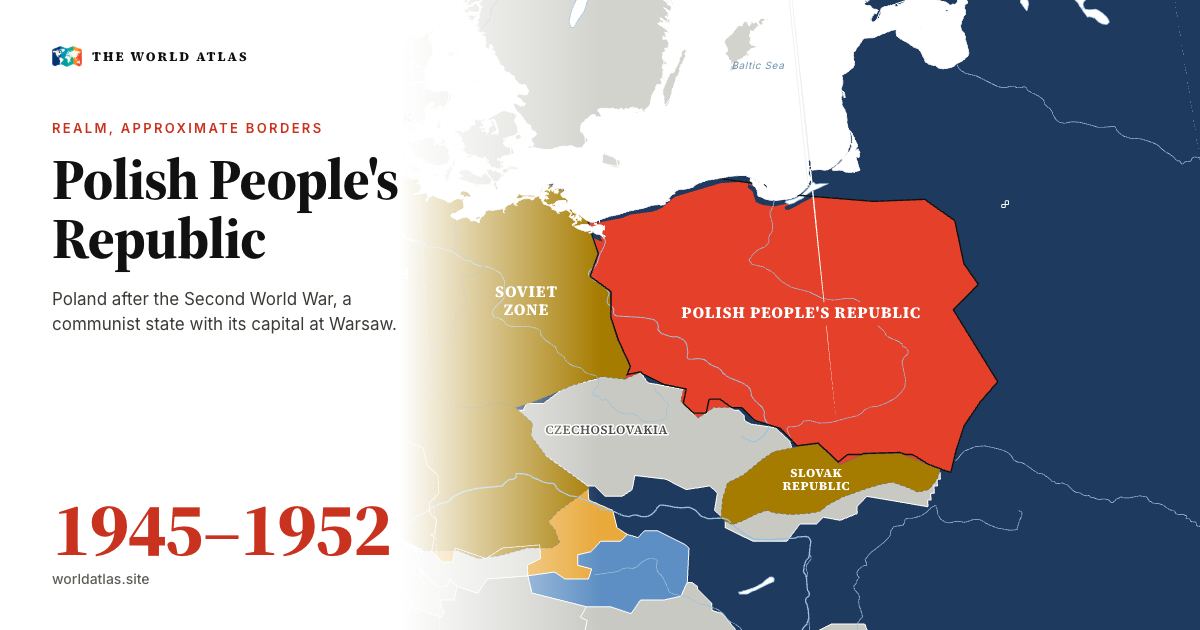 THE WORLD ATLAS
REALM, APPROXIMATE BORDERS
Polish People's
Republic
Poland after the Second World War, a
communist state with its capital at Warsaw.
1945–1952
worldatlas.site
Baltic Sea
SOVIET
ZONE
POLISH PEOPLE'S REPUBLIC
CZECHOSLOVAKIA
SLOVAK
REPUBLIC